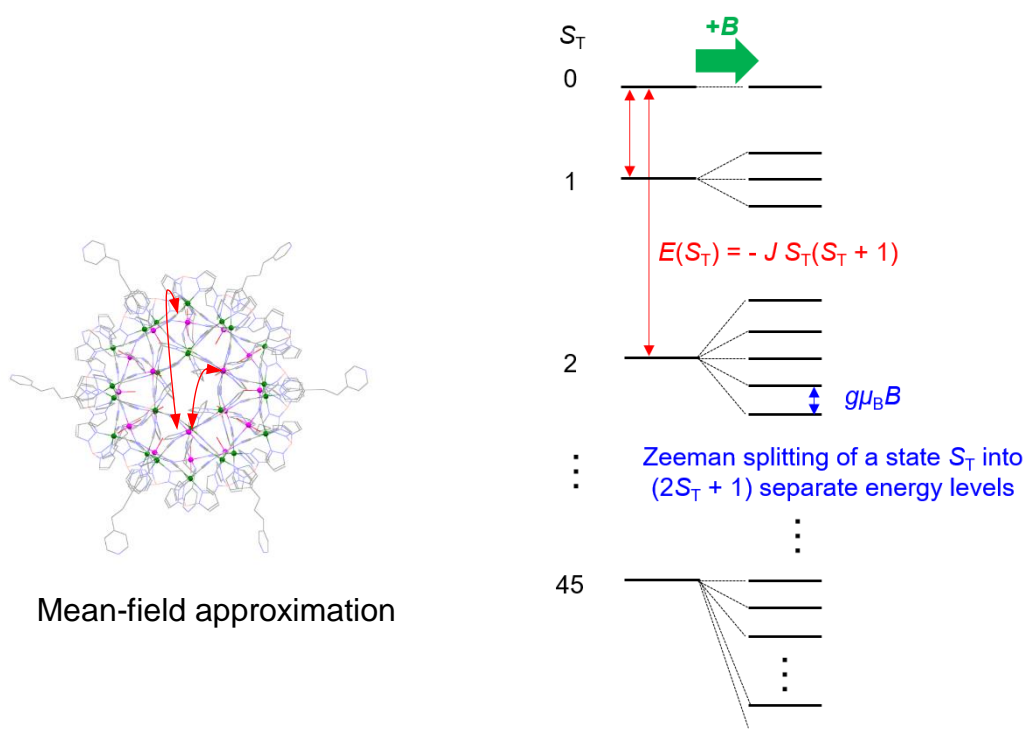 S_T
+B
0
1
E(S_T) = - J S_T(S_T + 1)
2
gμ_BB
⋮
Zeeman splitting of a state S_T into
(2S_T + 1) separate energy levels
⋮
45
Mean-field approximation
⋮